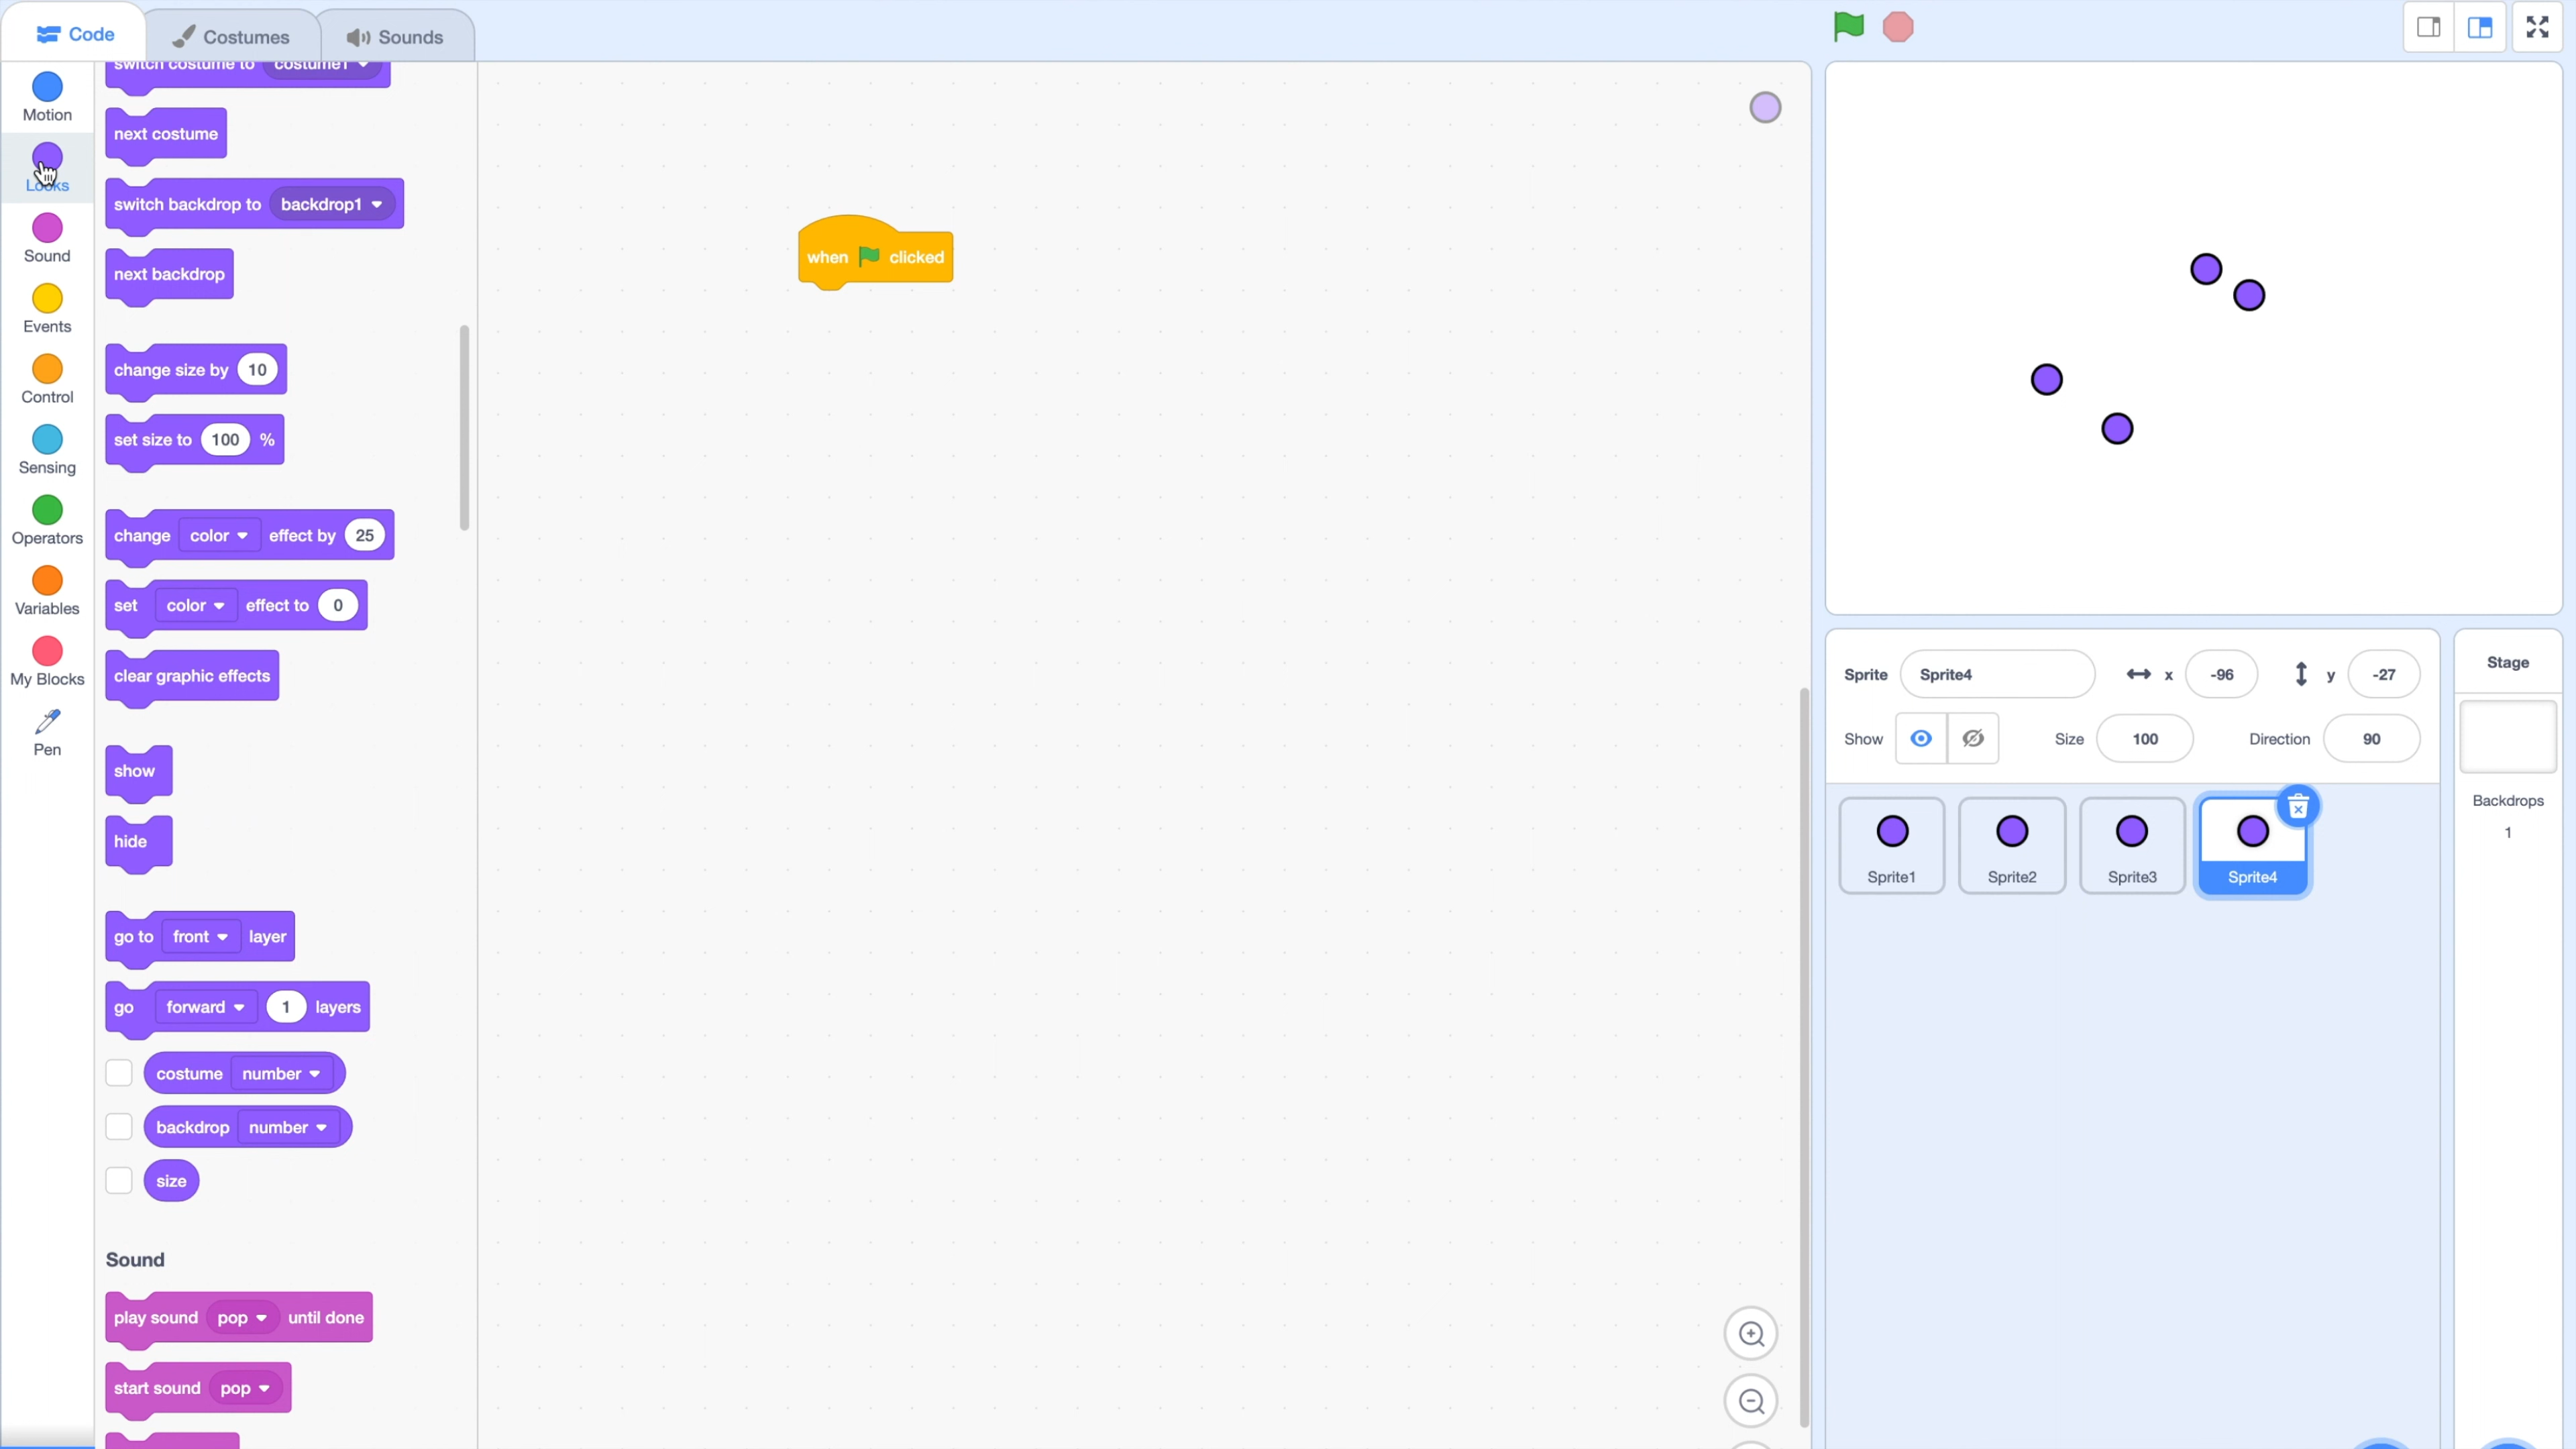 Code
Costumes
Sounds
Motion
Looks
Sound
Events
Control
Sensing
Operators
Variables
My Blocks
Pen
switch costume to costume1
next costume
switch backdrop to backdrop1
next backdrop
change size by 10
set size to 100 %
change color effect by 25
set color effect to 0
clear graphic effects
show
hide
go to front layer
go forward 1 layers
costume number
backdrop number
size
Sound
play sound pop until done
start sound pop
when clicked
Sprite Sprite4 x -96 y -27
Show Size 100 Direction 90
Sprite1
Sprite2
Sprite3
Sprite4
Stage
Backdrops
1